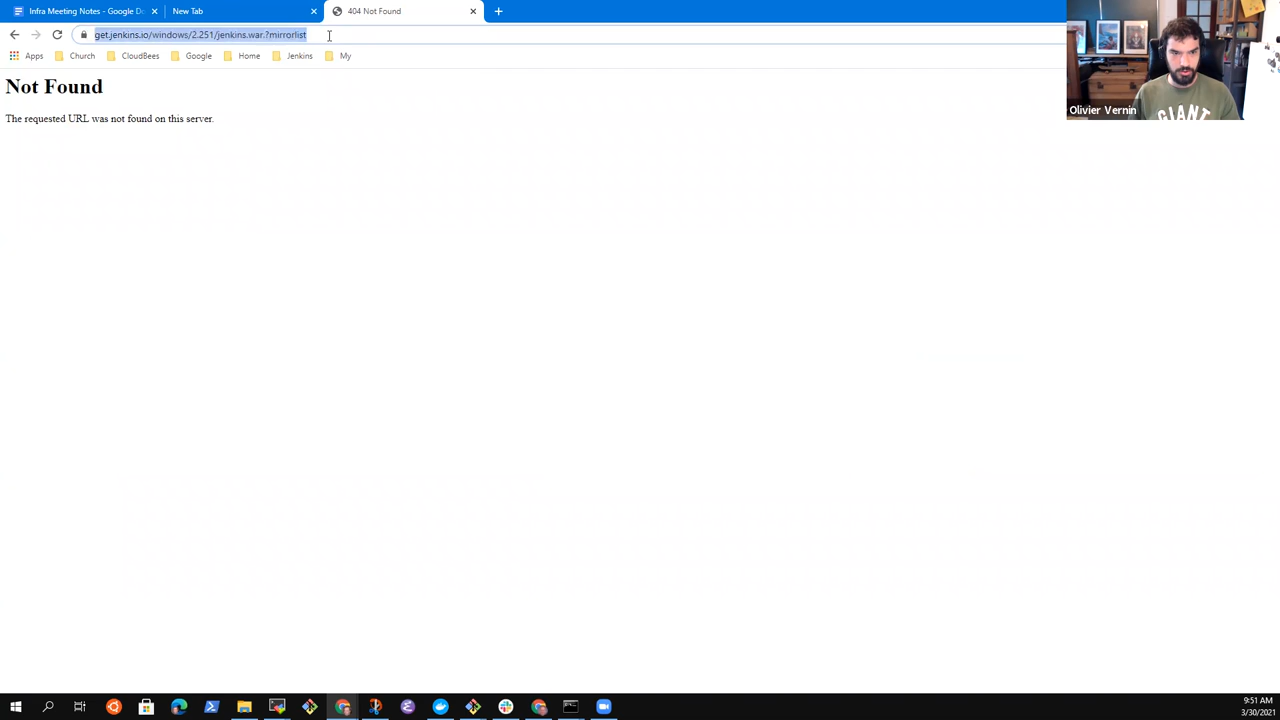 Infra Meeting Notes - Google Do
New Tab
404 Not Found
get.jenkins.io/windows/2.251/jenkins.war.?mirrorlist
Apps
Church
CloudBees
Google
Home
Jenkins
My
Not Found
The requested URL was not found on this server.
Olivier Vernin
GIANT
9:51 AM
3/30/2021